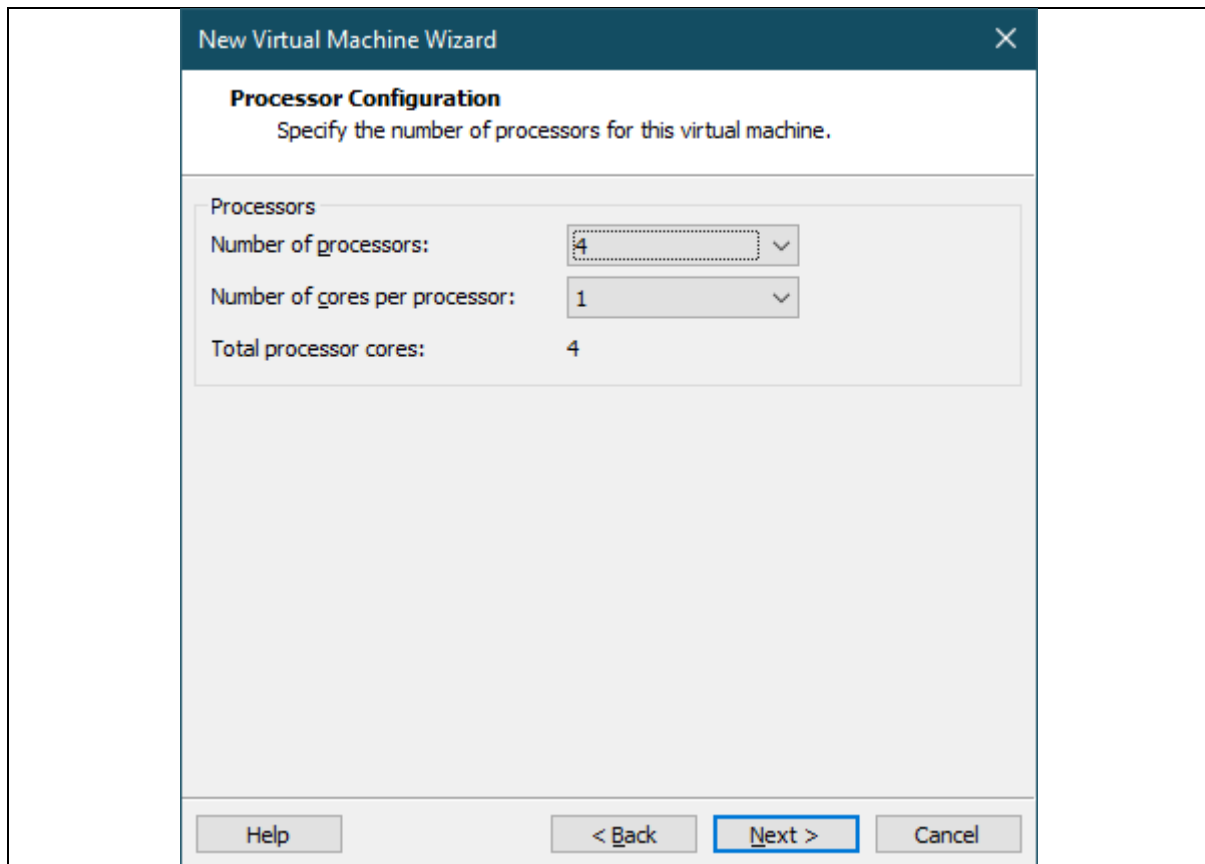 New Virtual Machine Wizard
Processor Configuration
Specify the number of processors for this virtual machine.
Processors
Number of processors: 4
Number of cores per processor: 1
Total processor cores: 4
Help < Back Next > Cancel